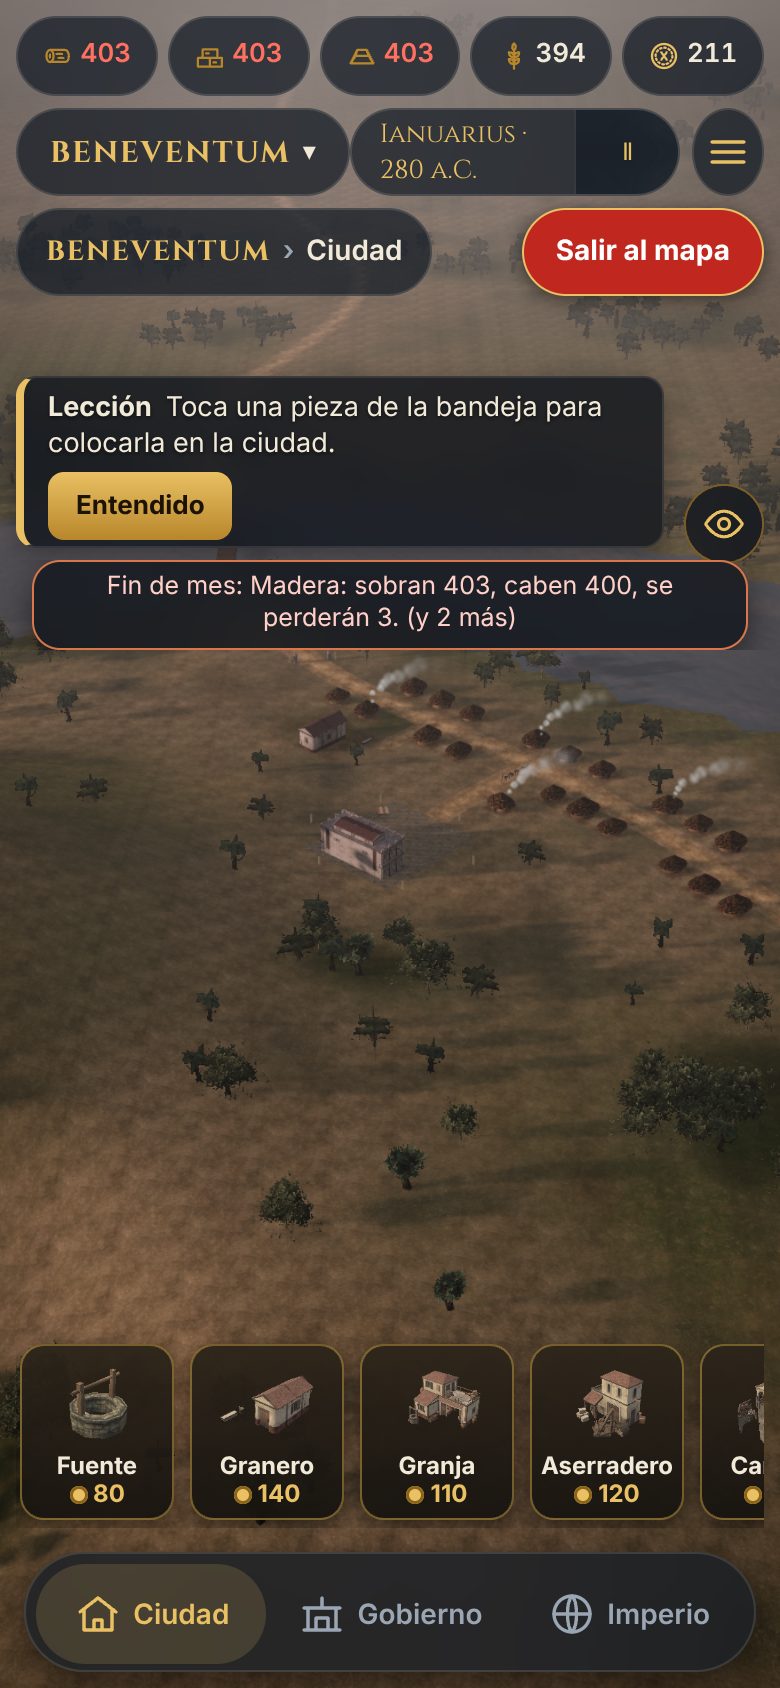 403 403 403 394 211
BENEVENTUM ▾
IANUARIUS ·
280 A.C.
BENEVENTUM › Ciudad
Salir al mapa
Lección Toca una pieza de la bandeja para
colocarla en la ciudad.
Entendido
Fin de mes: Madera: sobran 403, caben 400, se
perderán 3. (y 2 más)
Fuente Granero Granja Aserradero Ca
80 140 110 120
Ciudad Gobierno Imperio